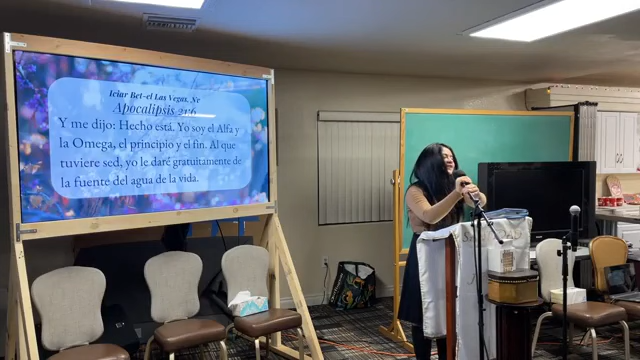 Iciar Bet-el Las Vegas, Nv
Apocalipsis 21:6
Y me dijo: Hecho está. Yo soy el Alfa y
la Omega, el principio y el fin. Al que
tuviere sed, yo le daré gratuitamente de
la fuente del agua de la vida.